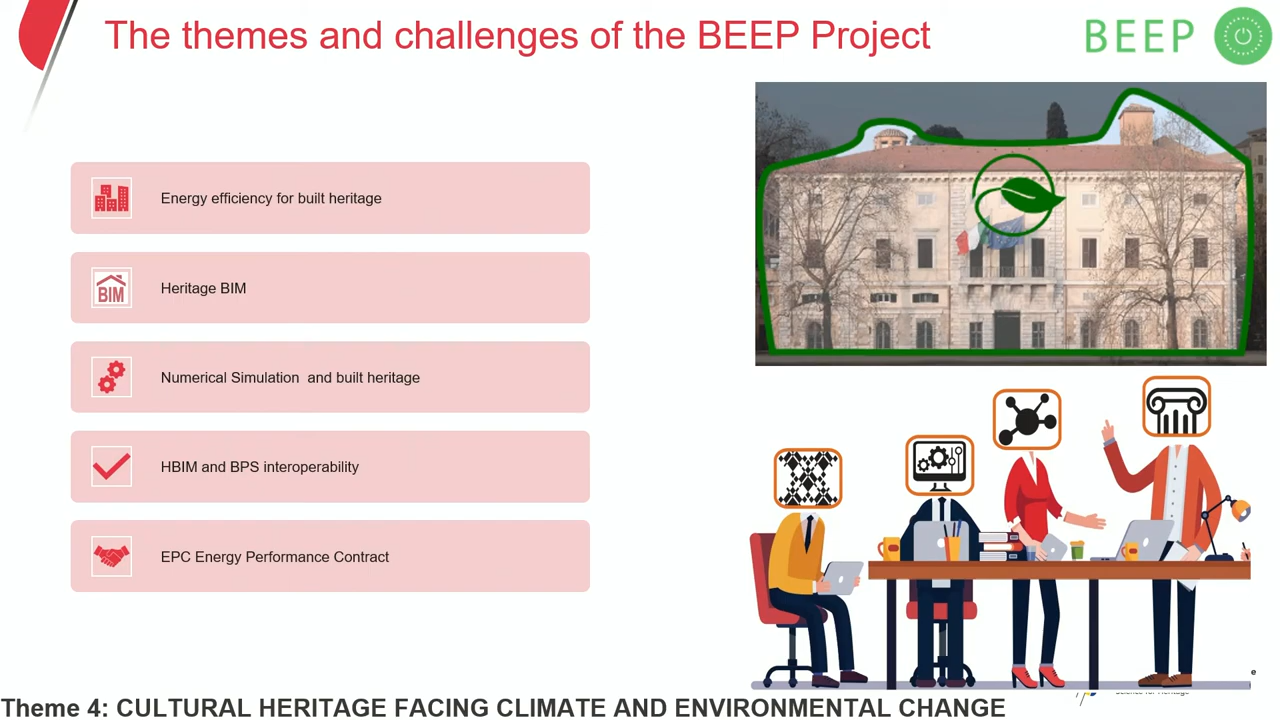 The themes and challenges of the BEEP Project
BEEP
Energy efficiency for built heritage
BIM
Heritage BIM
Numerical Simulation and built heritage
HBIM and BPS interoperability
EPC Energy Performance Contract
Theme 4: CULTURAL HERITAGE FACING CLIMATE AND ENVIRONMENTAL CHANGE